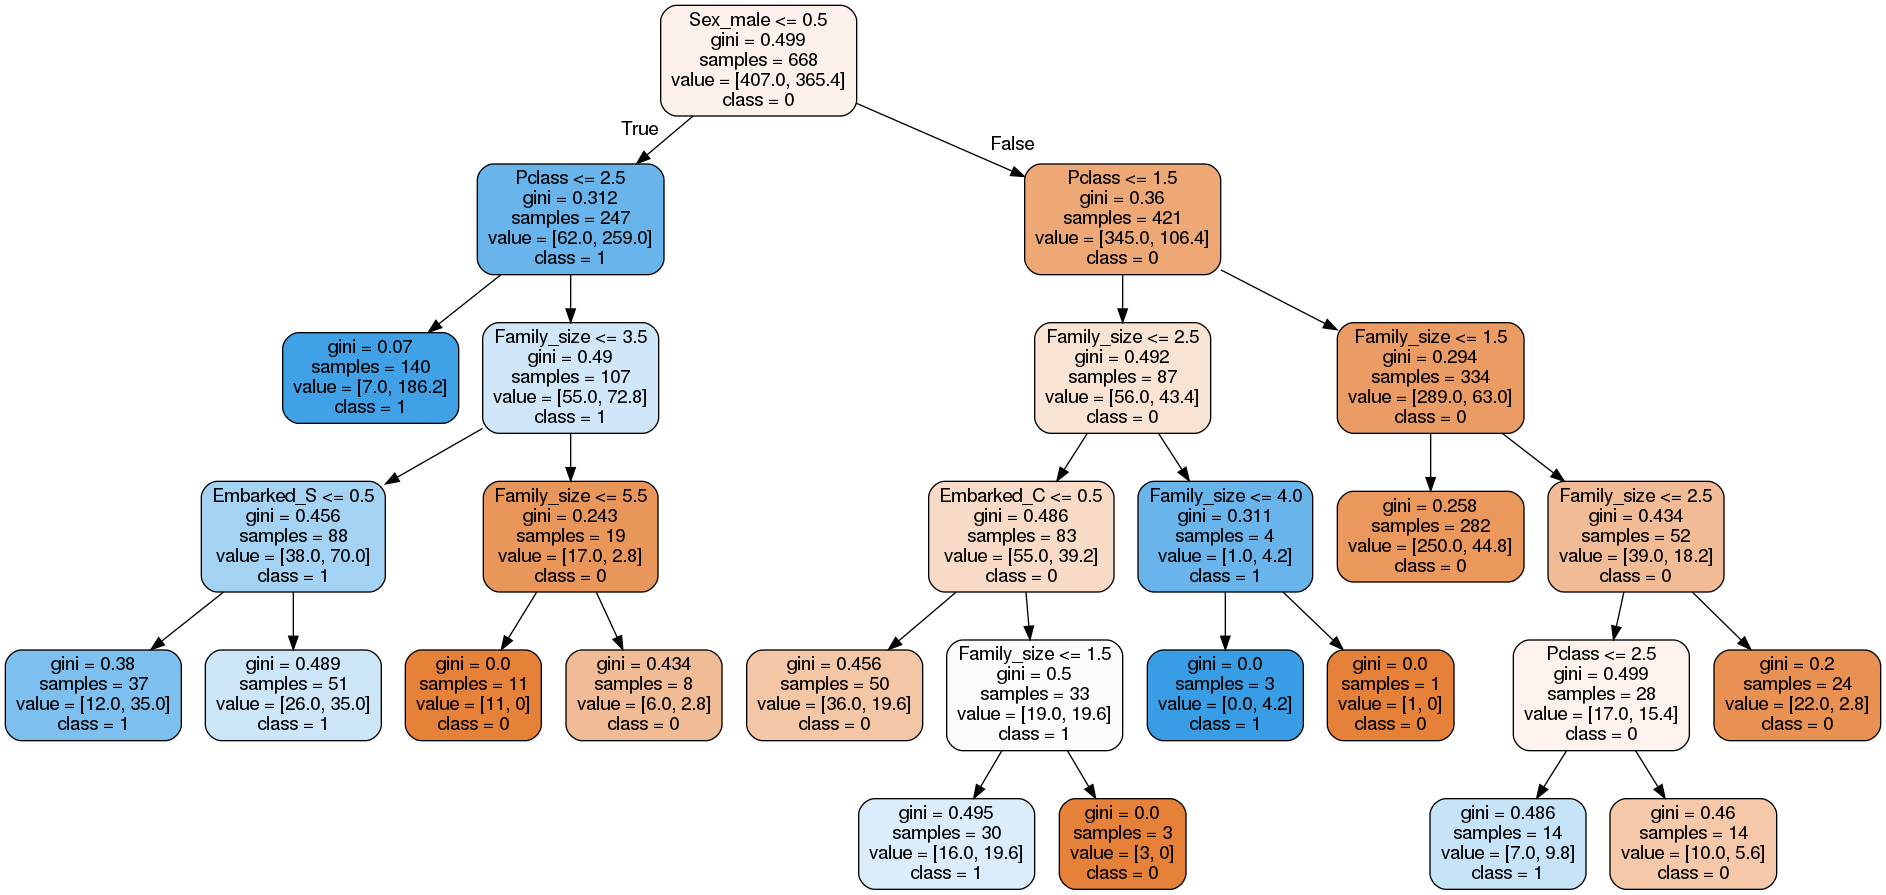 Sex_male <= 0.5
gini = 0.499
samples = 668
value = [407.0, 365.4]
class = 0
True
False
Pclass <= 2.5
gini = 0.312
samples = 247
value = [62.0, 259.0]
class = 1
Pclass <= 1.5
gini = 0.36
samples = 421
value = [345.0, 106.4]
class = 0
gini = 0.07
samples = 140
value = [7.0, 186.2]
class = 1
Family_size <= 3.5
gini = 0.49
samples = 107
value = [55.0, 72.8]
class = 1
Family_size <= 2.5
gini = 0.492
samples = 87
value = [56.0, 43.4]
class = 0
Family_size <= 1.5
gini = 0.294
samples = 334
value = [289.0, 63.0]
class = 0
Embarked_S <= 0.5
gini = 0.456
samples = 88
value = [38.0, 70.0]
class = 1
Family_size <= 5.5
gini = 0.243
samples = 19
value = [17.0, 2.8]
class = 0
Embarked_C <= 0.5
gini = 0.486
samples = 83
value = [55.0, 39.2]
class = 0
Family_size <= 4.0
gini = 0.311
samples = 4
value = [1.0, 4.2]
class = 1
gini = 0.258
samples = 282
value = [250.0, 44.8]
class = 0
Family_size <= 2.5
gini = 0.434
samples = 52
value = [39.0, 18.2]
class = 0
gini = 0.38
samples = 37
value = [12.0, 35.0]
class = 1
gini = 0.489
samples = 51
value = [26.0, 35.0]
class = 1
gini = 0.0
samples = 11
value = [11, 0]
class = 0
gini = 0.434
samples = 8
value = [6.0, 2.8]
class = 0
gini = 0.456
samples = 50
value = [36.0, 19.6]
class = 0
Family_size <= 1.5
gini = 0.5
samples = 33
value = [19.0, 19.6]
class = 1
gini = 0.0
samples = 3
value = [0.0, 4.2]
class = 1
gini = 0.0
samples = 1
value = [1, 0]
class = 0
Pclass <= 2.5
gini = 0.499
samples = 28
value = [17.0, 15.4]
class = 0
gini = 0.2
samples = 24
value = [22.0, 2.8]
class = 0
gini = 0.495
samples = 30
value = [16.0, 19.6]
class = 1
gini = 0.0
samples = 3
value = [3, 0]
class = 0
gini = 0.486
samples = 14
value = [7.0, 9.8]
class = 1
gini = 0.46
samples = 14
value = [10.0, 5.6]
class = 0